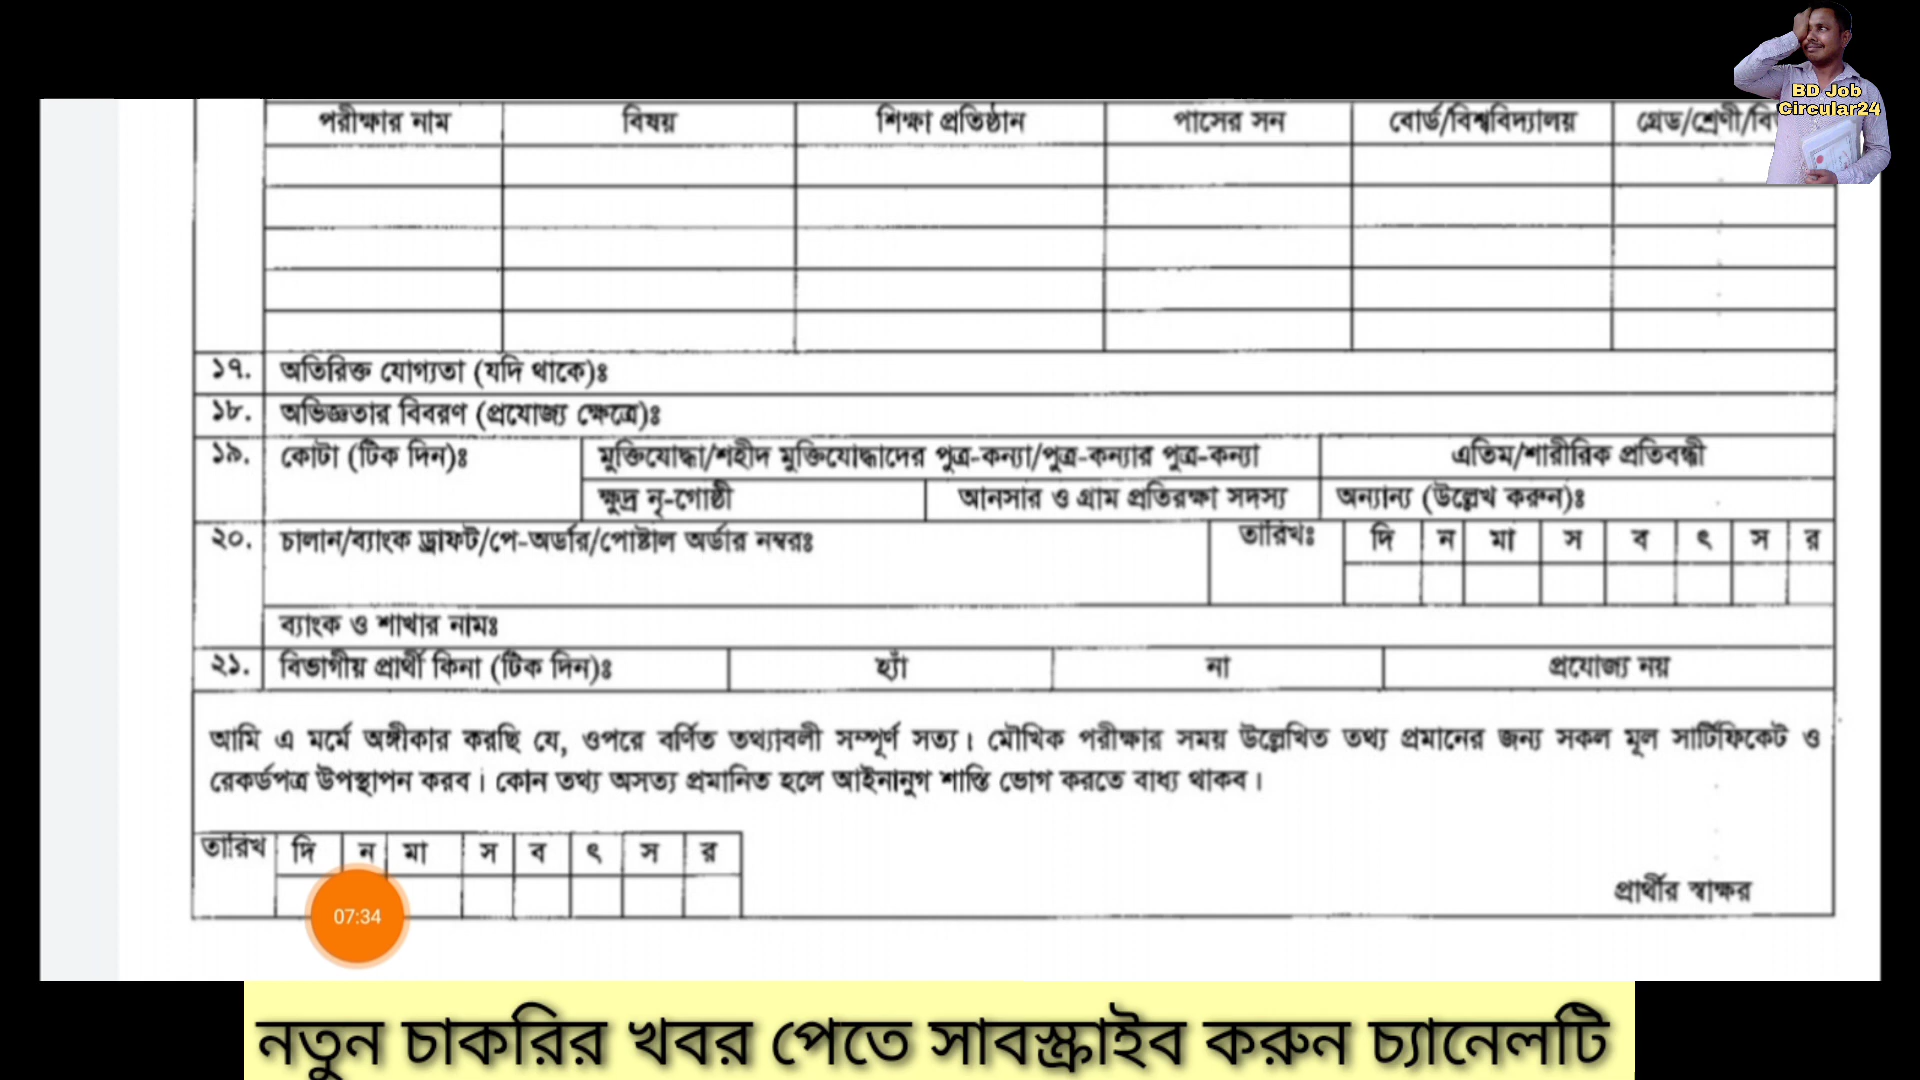 BD Job
Circular24
পরীক্ষার নাম বিষয় শিক্ষা প্রতিষ্ঠান পাসের সন বোর্ড/বিশ্ববিদ্যালয় গ্রেড/শ্রেণী
১৭. অতিরিক্ত যোগ্যতা (যদি থাকে)ঃ
১৮. অভিজ্ঞতার বিবরণ (প্রযোজ্য ক্ষেত্রে)ঃ
১৯. কোটা (টিক দিন)ঃ মুক্তিযোদ্ধা/শহীদ মুক্তিযোদ্ধাদের পুত্র-কন্যা/পুত্র-কন্যার পুত্র-কন্যা এতিম/শারীরিক প্রতিবন্ধী
ক্ষুদ্র নৃ-গোষ্ঠী আনসার ও গ্রাম প্রতিরক্ষা সদস্য অন্যান্য (উল্লেখ করুন)ঃ
২০. চালান/ব্যাংক ড্রাফট/পে-অর্ডার/পোষ্টাল অর্ডার নম্বরঃ তারিখঃ দি ন মা স ব ৎ স র
ব্যাংক ও শাখার নামঃ
২১. বিভাগীয় প্রার্থী কিনা (টিক দিন)ঃ হ্যাঁ না প্রযোজ্য নয়
আমি এ মর্মে অঙ্গীকার করছি যে, ওপরে বর্ণিত তথ্যাবলী সম্পূর্ণ সত্য। মৌখিক পরীক্ষার সময় উল্লেখিত তথ্য প্রমানের জন্য সকল মূল সার্টিফিকেট ও
রেকর্ডপত্র উপস্থাপন করব। কোন তথ্য অসত্য প্রমানিত হলে আইনানুগ শাস্তি ভোগ করতে বাধ্য থাকব।
তারিখ দি ন মা স ব ৎ স র
প্রার্থীর স্বাক্ষর
07:34
নতুন চাকরির খবর পেতে সাবস্ক্রাইব করুন চ্যানেলটি